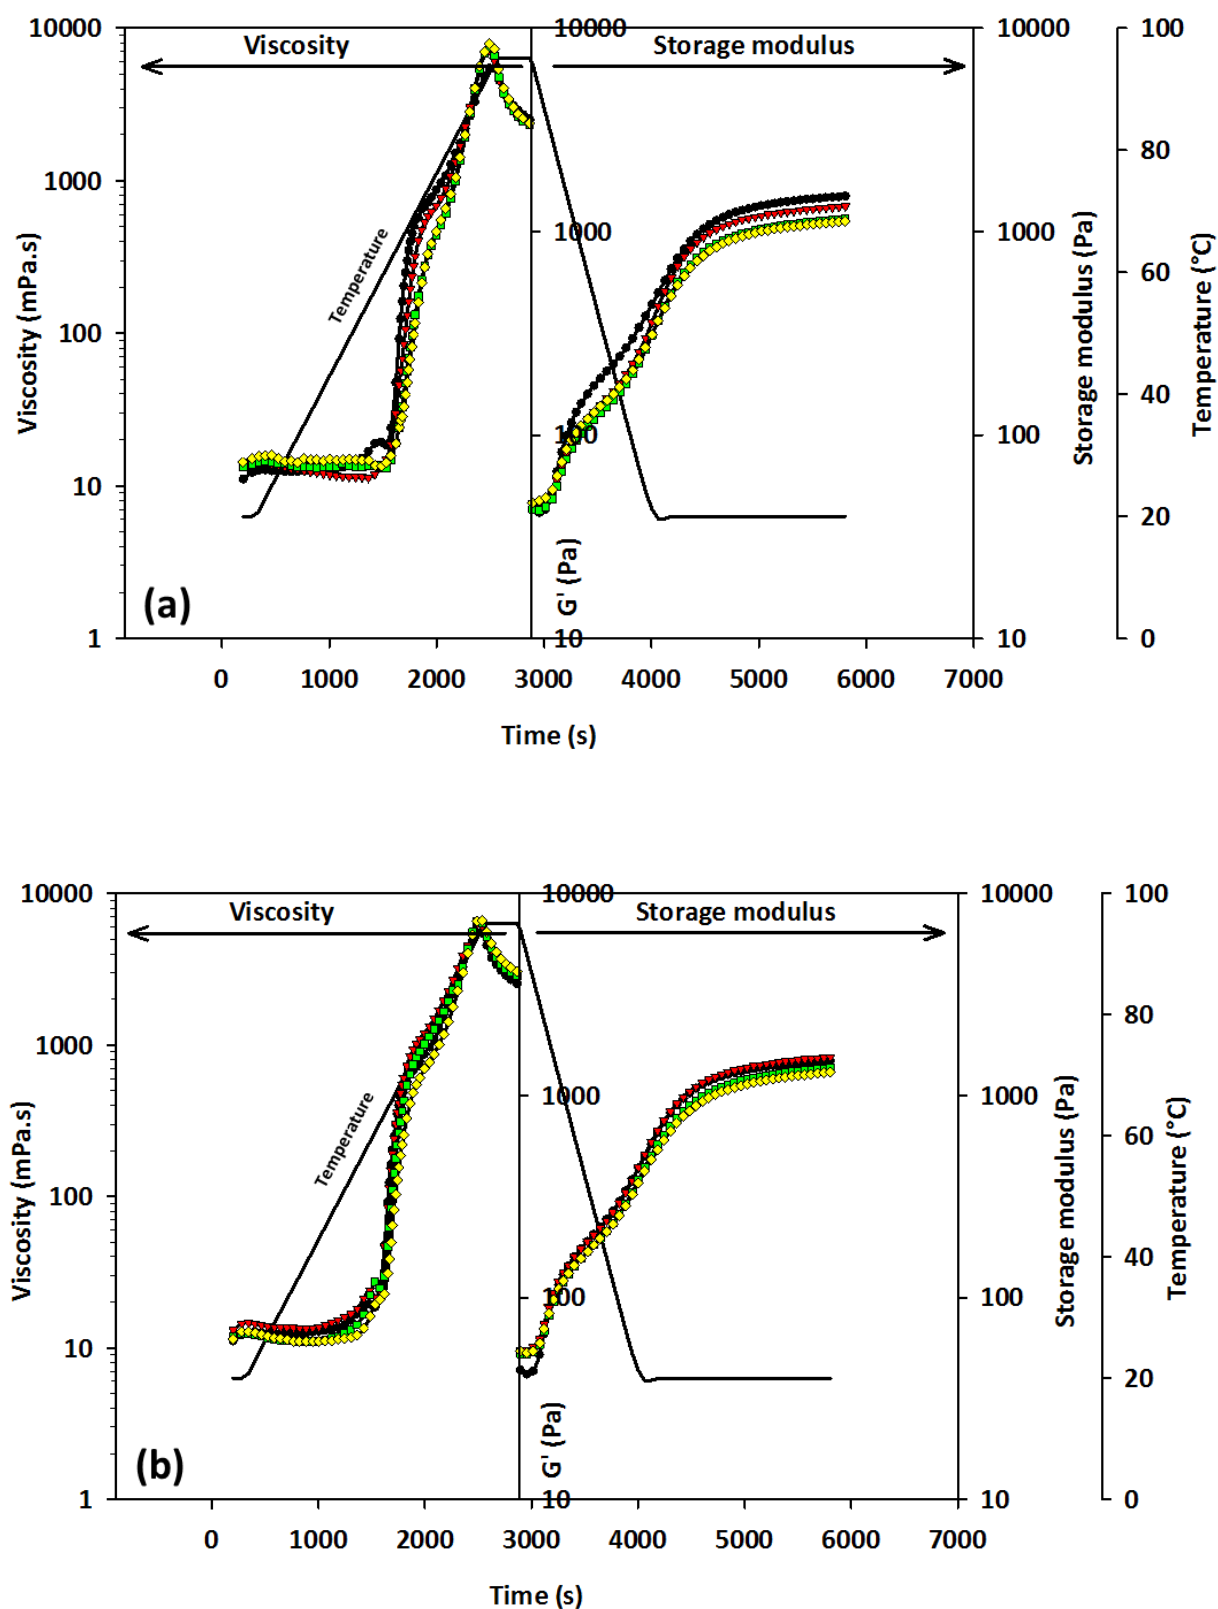 10000
1000
100
10
1
Viscosity (mPa.s)
Viscosity
Storage modulus
Temperature
(a)
10000
1000
100
10
G' (Pa)
10000
1000
100
10
Storage modulus (Pa)
100
80
60
40
20
0
Temperature (°C)
0 1000 2000 3000 4000 5000 6000 7000
Time (s)
10000
1000
100
10
1
Viscosity (mPa.s)
Viscosity
Storage modulus
Temperature
(b)
10000
1000
100
10
G' (Pa)
10000
1000
100
10
Storage modulus (Pa)
100
80
60
40
20
0
Temperature (°C)
0 1000 2000 3000 4000 5000 6000 7000
Time (s)